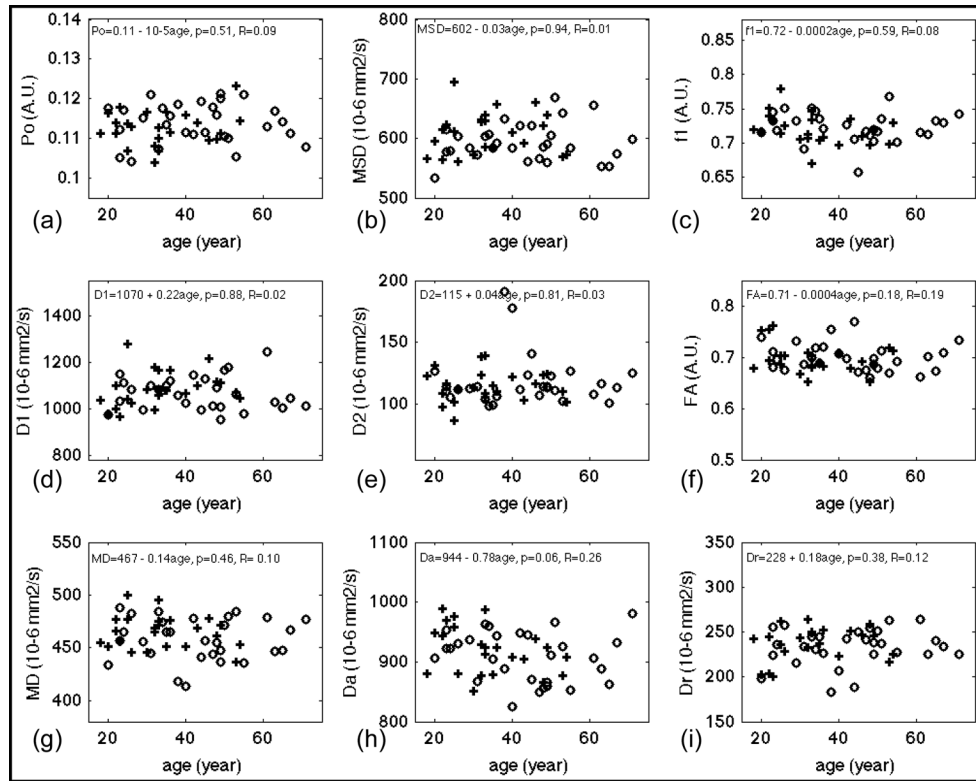 Po=0.11 - 10-5age, p=0.51, R=0.09
0.14
0.13
0.12
0.11
0.1
Po (A.U.)
20 40 60
(a) age (year)
MSD=602 - 0.03age, p=0.94, R=0.01
800
700
600
500
MSD (10-6 mm2/s)
20 40 60
(b) age (year)
f1=0.72 - 0.0002age, p=0.59, R=0.08
0.85
0.8
0.75
0.7
0.65
f1 (A.U.)
20 40 60
(c) age (year)
D1=1070 + 0.22age, p=0.88, R=0.02
1400
1200
1000
800
D1 (10-6 mm2/s)
20 40 60
(d) age (year)
D2=115 + 0.04age, p=0.81, R=0.03
200
150
100
D2 (10-6 mm2/s)
20 40 60
(e) age (year)
FA=0.71 -0.0004age, p=0.18, R=0.19
0.8
0.7
0.6
0.5
FA (A.U.)
20 40 60
(f) age (year)
MD=467 - 0.14age, p=0.46, R= 0.10
550
500
450
400
MD (10-6 mm2/s)
20 40 60
(g) age (year)
Da=944 - 0.78age, p=0.06, R=0.26
1100
1000
900
800
Da (10-6 mm2/s)
20 40 60
(h) age (year)
Dr=228 + 0.18age, p=0.38, R=0.12
350
300
250
200
150
Dr (10-6 mm2/s)
20 40 60
(i) age (year)